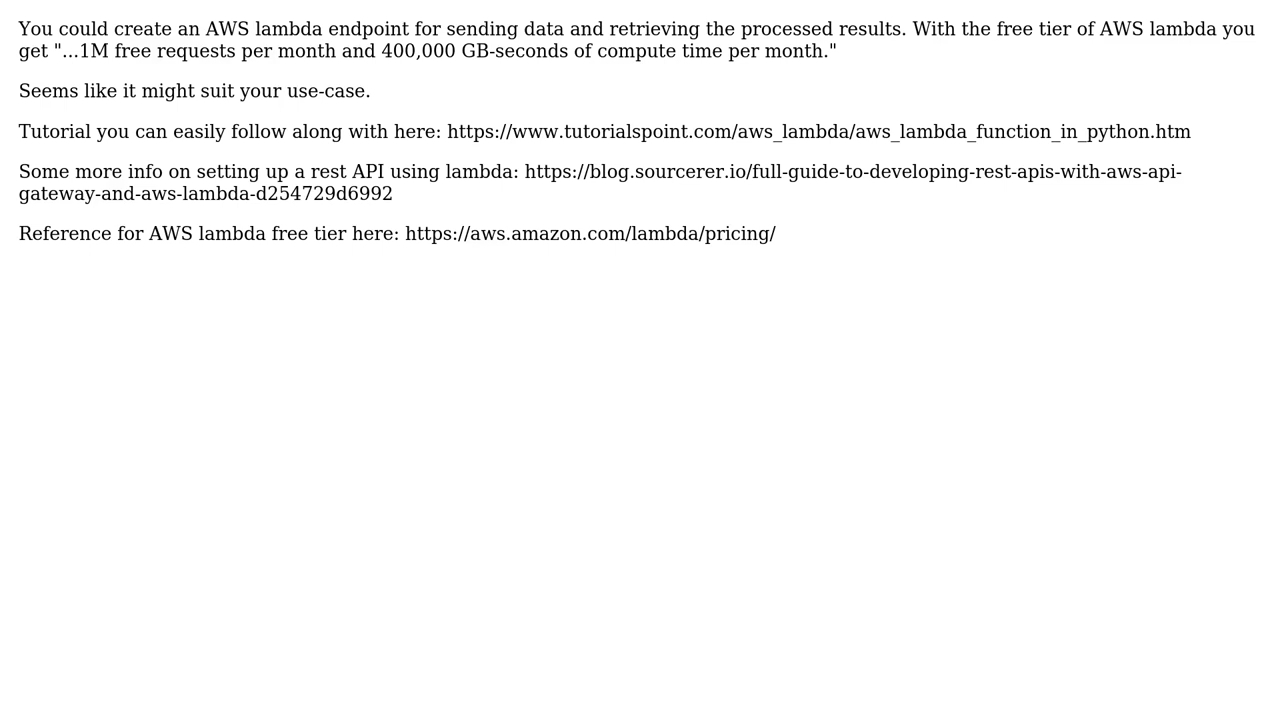 You could create an AWS lambda endpoint for sending data and retrieving the processed results. With the free tier of AWS lambda you
get "...1M free requests per month and 400,000 GB-seconds of compute time per month."
Seems like it might suit your use-case.
Tutorial you can easily follow along with here: https://www.tutorialspoint.com/aws_lambda/aws_lambda_function_in_python.htm
Some more info on setting up a rest API using lambda: https://blog.sourcerer.io/full-guide-to-developing-rest-apis-with-aws-api-
gateway-and-aws-lambda-d254729d6992
Reference for AWS lambda free tier here: https://aws.amazon.com/lambda/pricing/